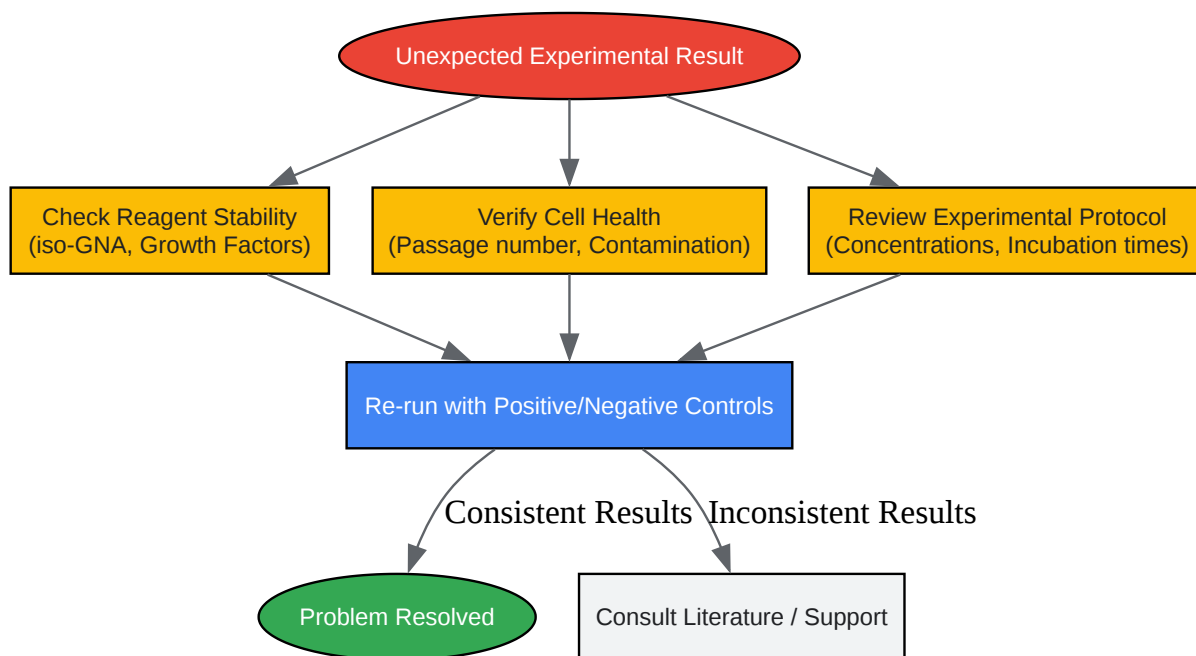 Unexpected Experimental Result
Check Reagent Stability
(iso-GNA, Growth Factors)
Verify Cell Health
(Passage number, Contamination)
Review Experimental Protocol
(Concentrations, Incubation times)
Re-run with Positive/Negative Controls
Consistent Results
Inconsistent Results
Problem Resolved
Consult Literature / Support